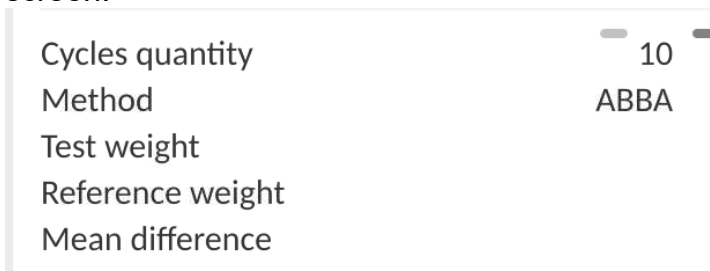 Cycles quantity 10
Method ABBA
Test weight
Reference weight
Mean difference